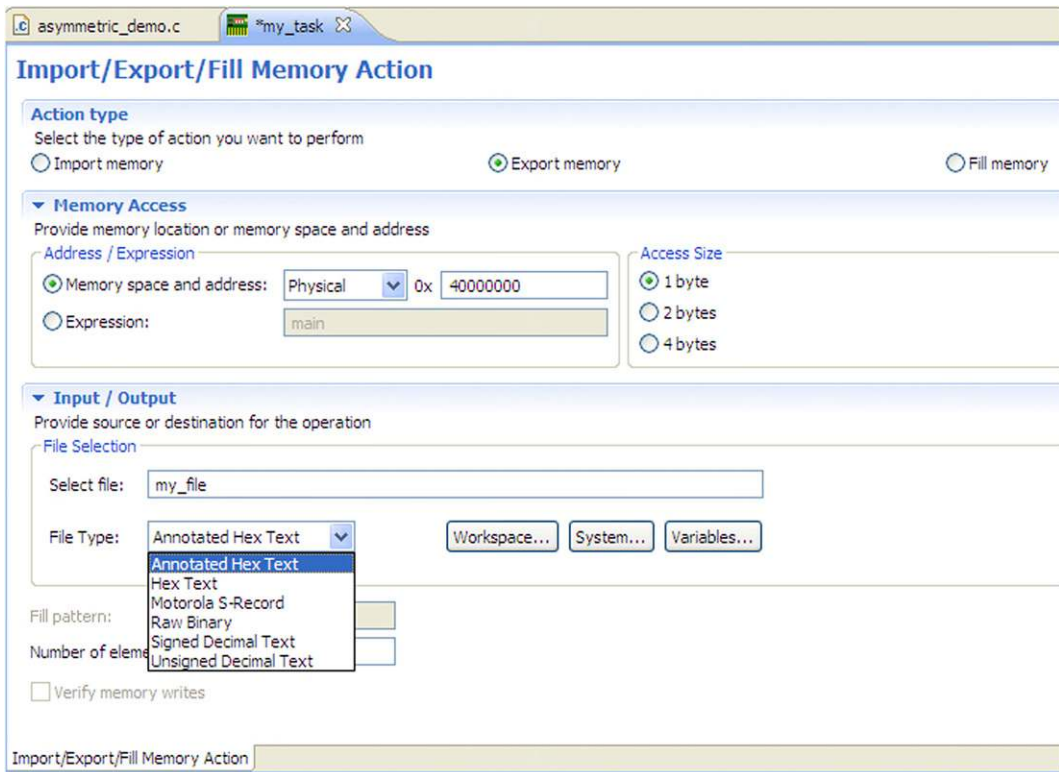 asymmetric_demo.c *my_task
Import/Export/Fill Memory Action
Action type
Select the type of action you want to perform
Import memory Export memory Fill memory
Memory Access
Provide memory location or memory space and address
Address / Expression Access Size
Memory space and address: Physical 0x 40000000 1 byte
Expression: main 2 bytes
4 bytes
Input / Output
Provide source or destination for the operation
File Selection
Select file: my_file
File Type: Annotated Hex Text Workspace... System... Variables...
Annotated Hex Text
Hex Text
Motorola S-Record
Fill pattern: Raw Binary
Signed Decimal Text
Number of eleme Unsigned Decimal Text
Verify memory writes
Import/Export/Fill Memory Action